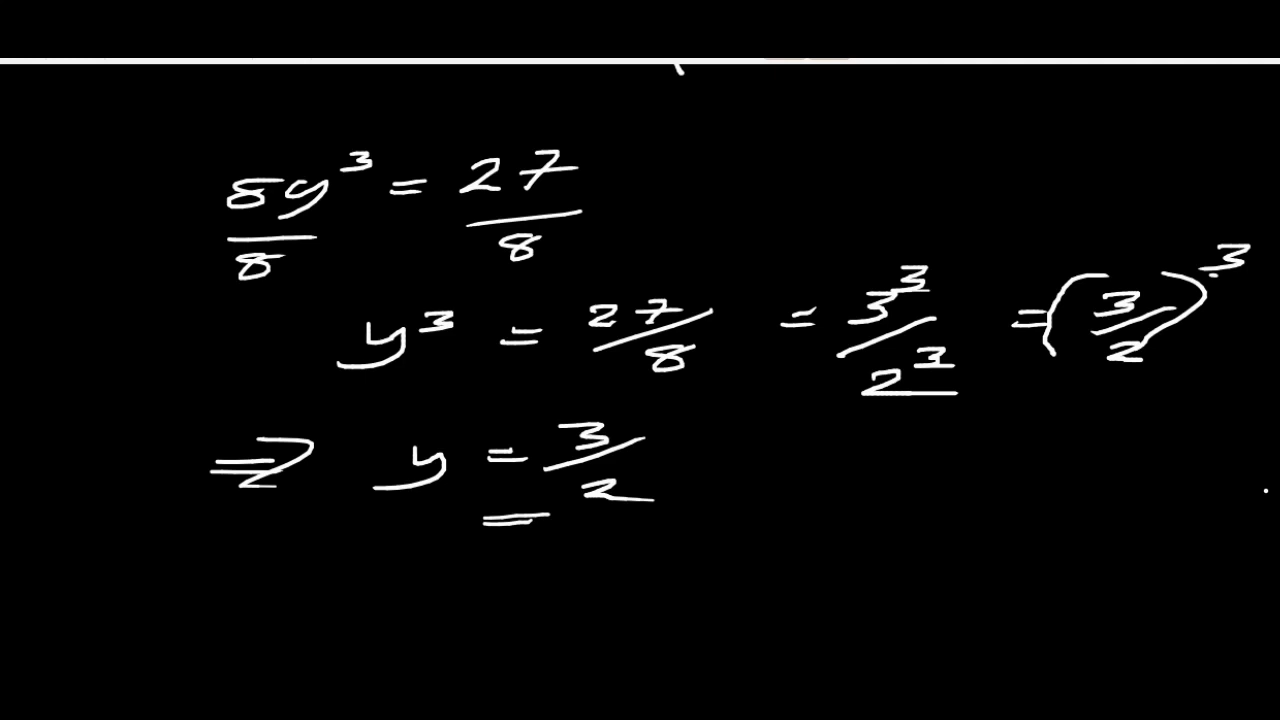 8y³/8 = 27/8
y³ = 27/8 = 3³/2³ = (3/2)³
⇒ y = 3/2